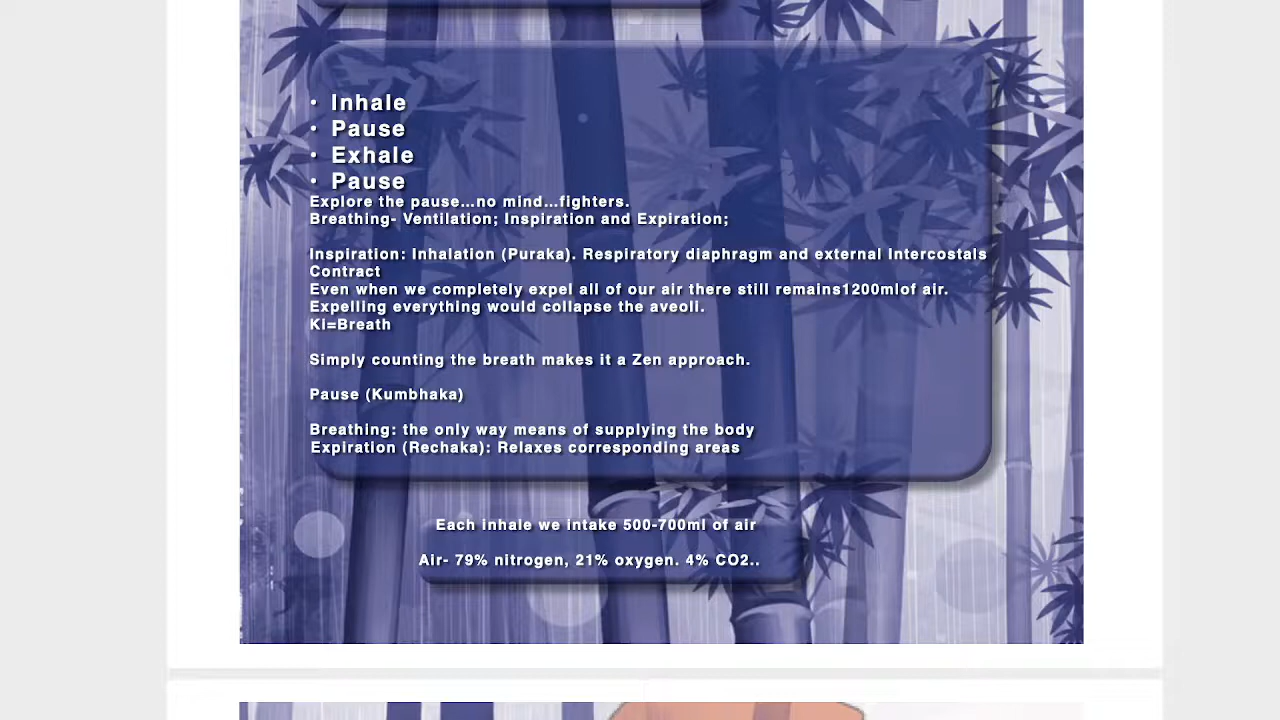 • Inhale
• Pause
• Exhale
• Pause
Explore the pause...no mind...fighters.
Breathing- Ventilation; Inspiration and Expiration;
Inspiration: Inhalation (Puraka). Respiratory diaphragm and external Intercostals
Contract
Even when we completely expel all of our air there still remains1200mlof air.
Expelling everything would collapse the aveoli.
Ki=Breath
Simply counting the breath makes it a Zen approach.
Pause (Kumbhaka)
Breathing: the only way means of supplying the body
Expiration (Rechaka): Relaxes corresponding areas
Each inhale we intake 500-700ml of air
Air- 79% nitrogen, 21% oxygen. 4% CO2..